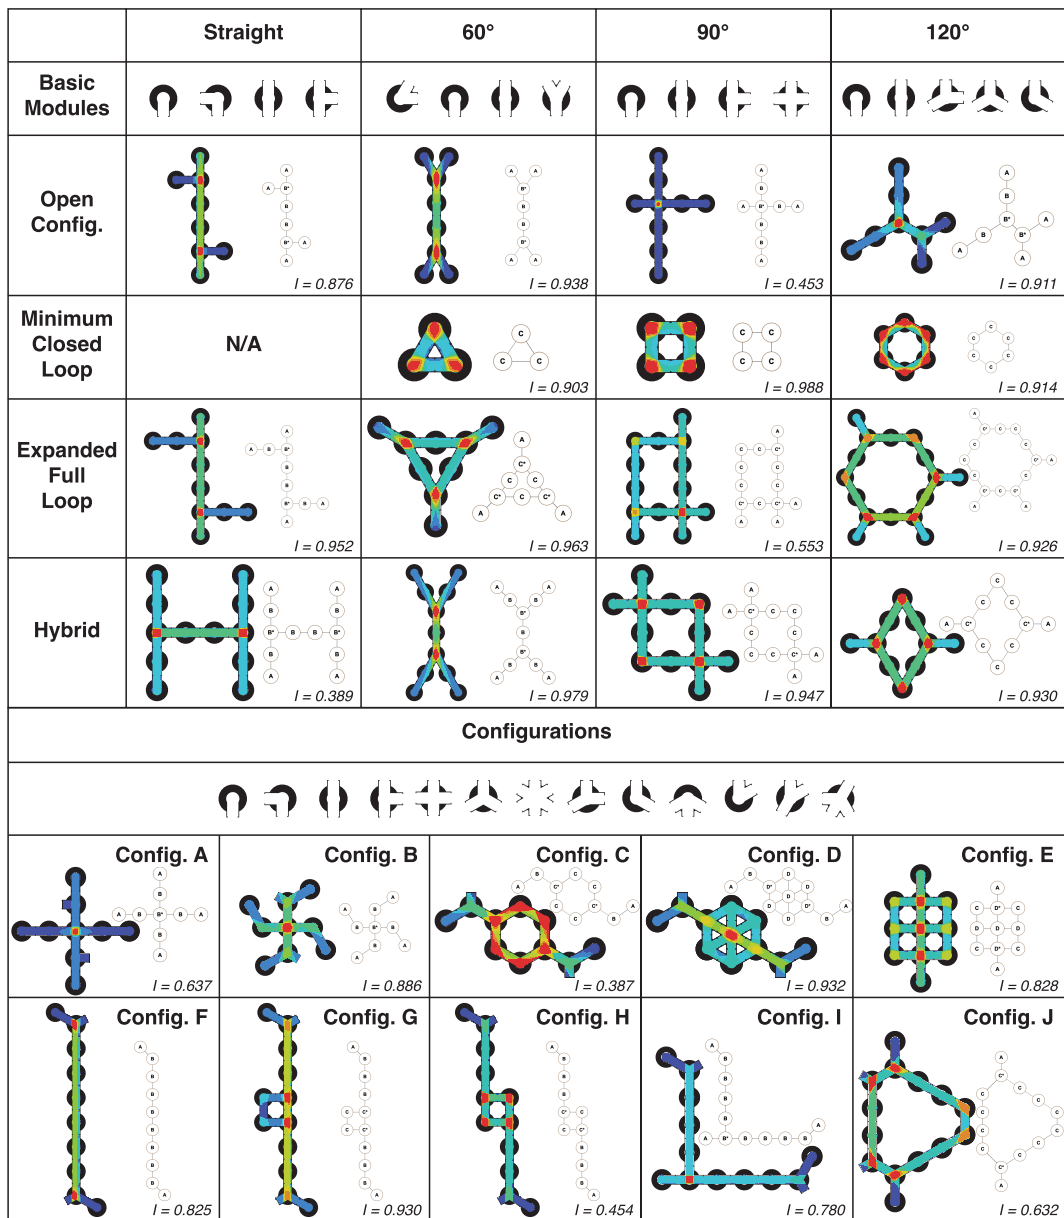 Straight
60°
90°
120°
Basic Modules
Open Config.
A
A B*
B
B
B* A
A
I = 0.876
A A
B*
B
B
B*
A A
I = 0.938
A
B
A B* B A
B
B
A
I = 0.453
A
B
B* A
A B B*
A
I = 0.911
Minimum Closed Loop
N/A
C
C C
I = 0.903
C C
C C
I = 0.988
C
C C
C C
C
I = 0.914
Expanded Full Loop
A
A B B*
B
B
B
B* B A
A
I = 0.952
A
C*
C C
C* C C*
A A
I = 0.963
A
C C C*
C C
C C
C* C C* A
A A
I = 0.553
A
C* C C
C C
C C* A
C C
C* C C*
A A
I = 0.926
Hybrid
A A
B B
B* B B B*
B B
A A
I = 0.389
A A
B B
B*
B
B*
B B
A A
I = 0.979
A C* C C
C C
C C C* A
A
I = 0.947
C
C C
A C* C* A
C C
C
I = 0.930
Configurations
Config. A
A
B
A B B* B A
B
A
I = 0.637
Config. B
A
A B
B B* B
B A
A
I = 0.886
Config. C
A B C
C* C
C C*
C B A
I = 0.387
Config. D
A B D
D* D
D
D D*
D B A
I = 0.932
Config. E
A
C D* C
D D D
C D* C
A
I = 0.828
Config. F
A
B
B
B
B
B
B
B
A
I = 0.825
Config. G
A
B
B
B
C C*
C C*
B
B
A
I = 0.930
Config. H
A
B
B
B
C* C
C C*
B
B
B
A
I = 0.454
Config. I
A
B
B
B
B
A B* B B B B A
I = 0.780
Config. J
A
C*
C C
C C
C C
C C
C C
C*
A
I = 0.632